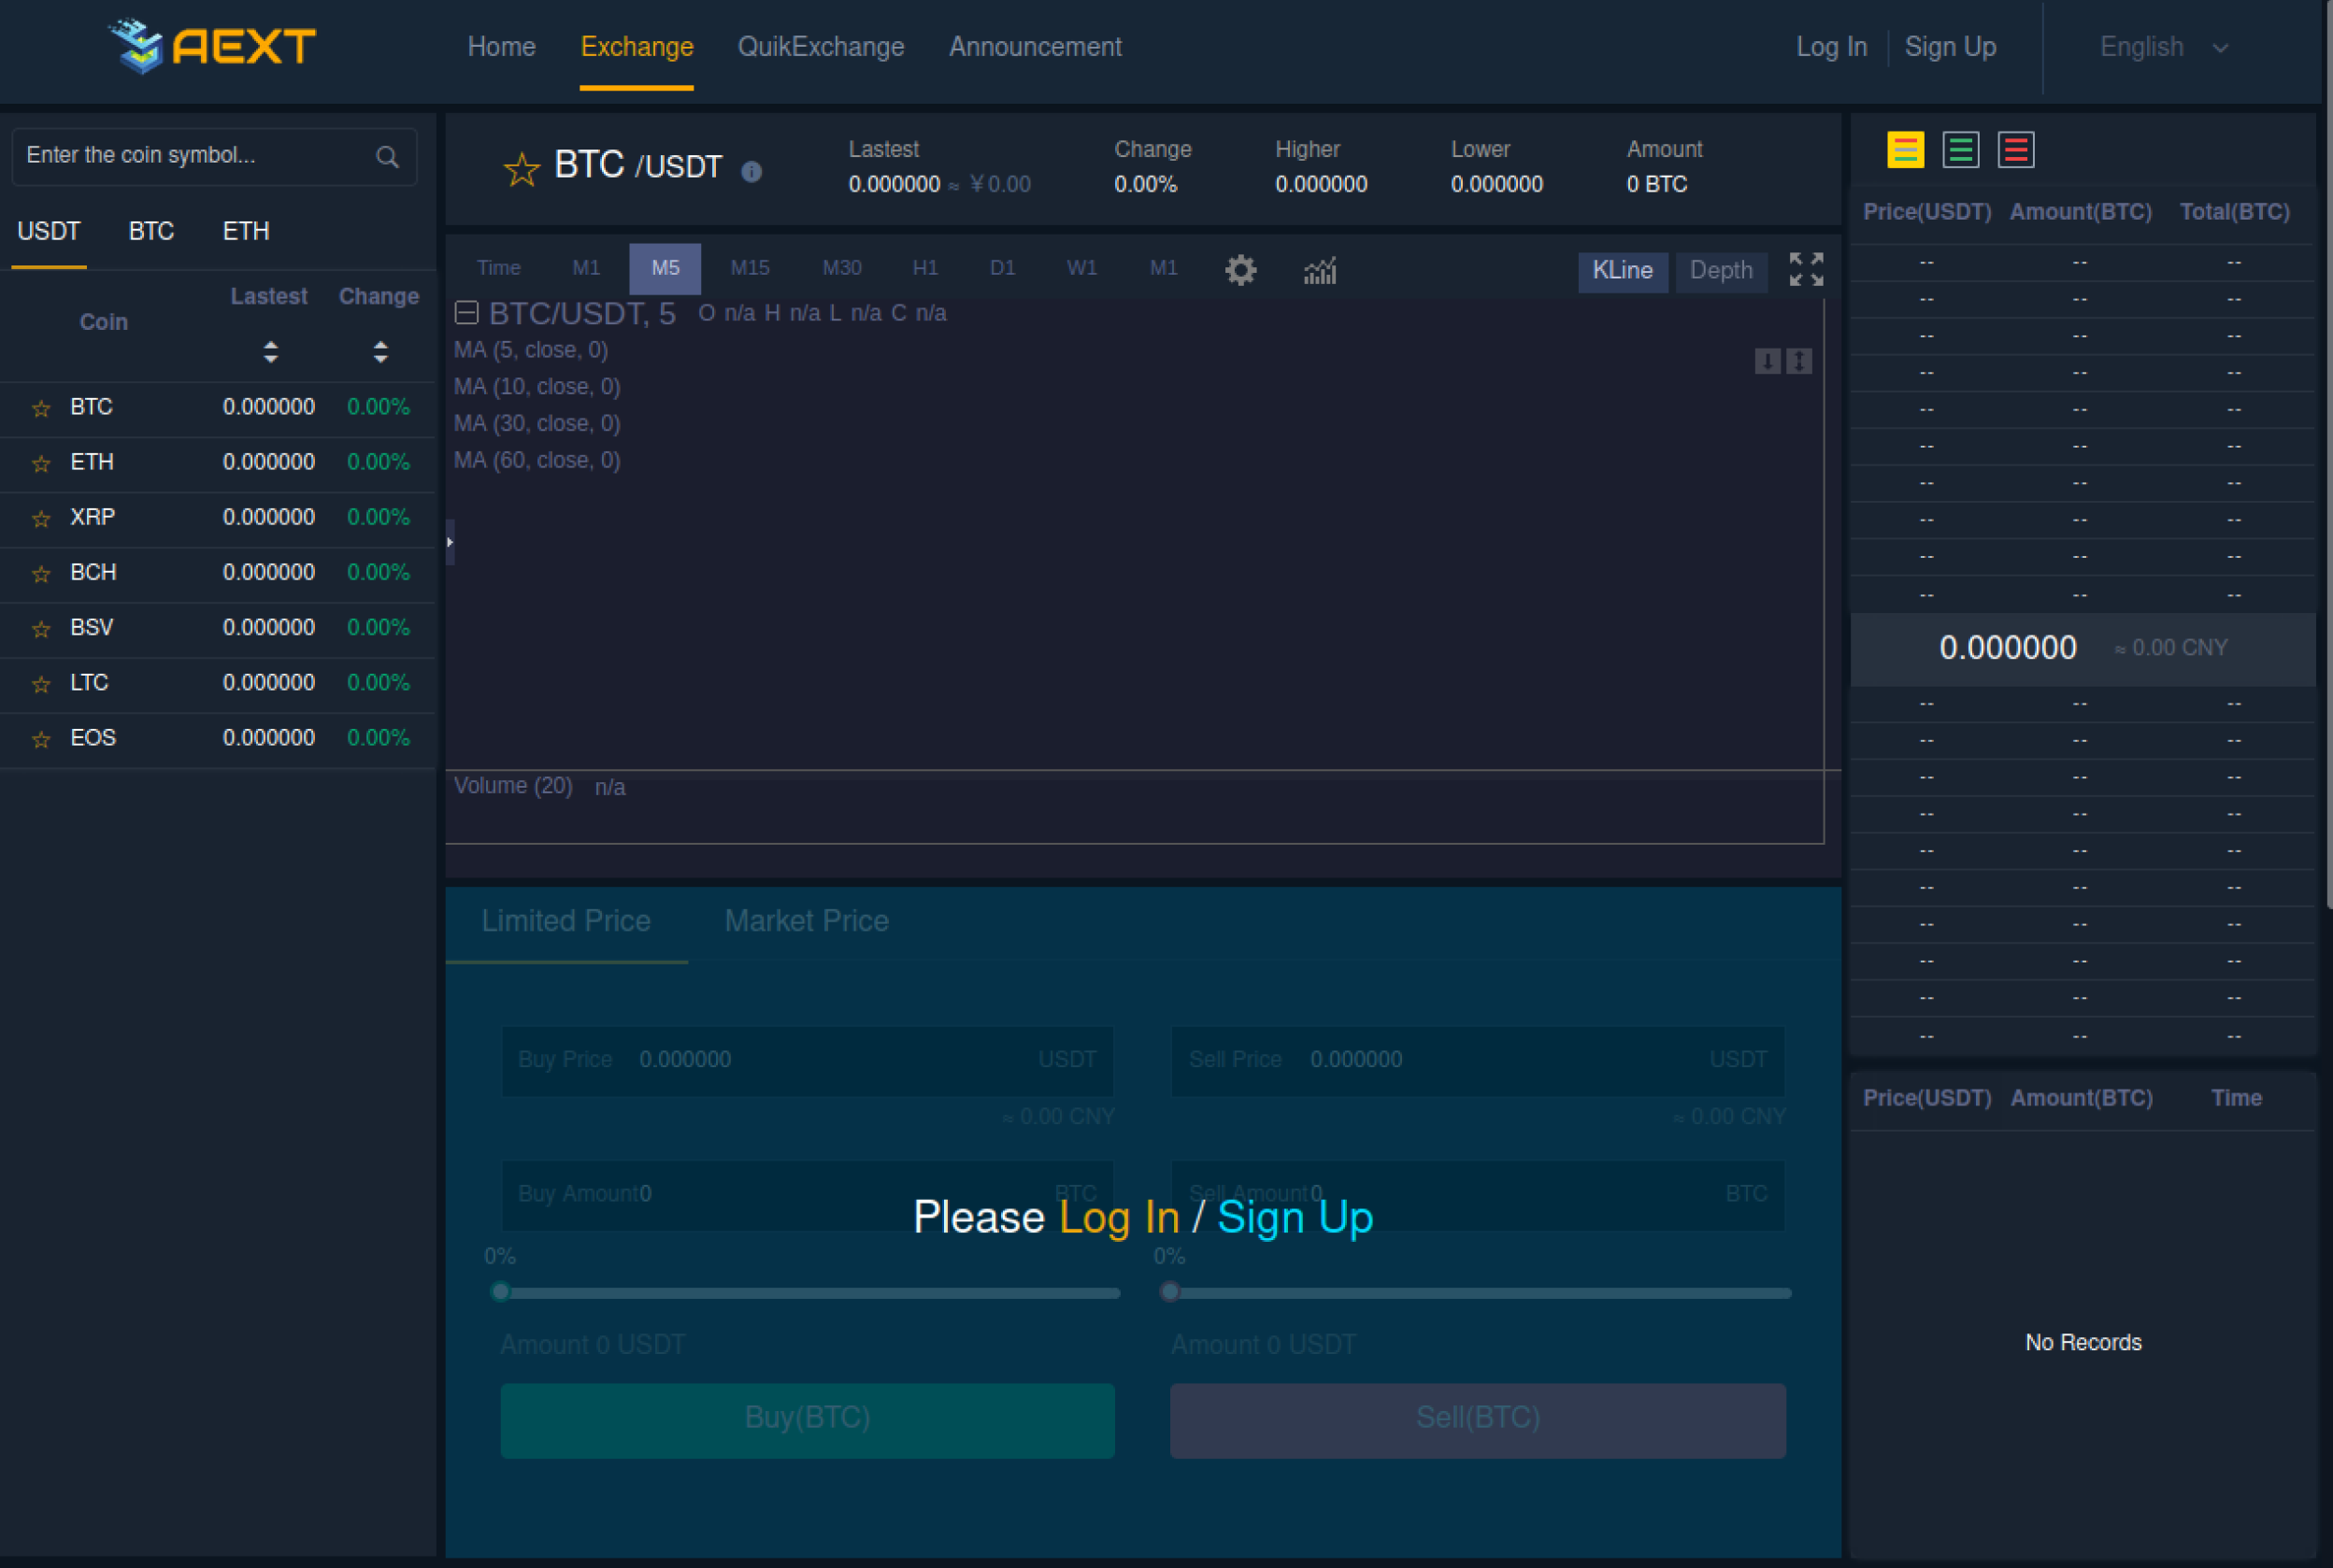 AEXT
Home Exchange QuikExchange Announcement Log In Sign Up English
Enter the coin symbol...
USDT BTC ETH
Coin Lastest Change
BTC 0.000000 0.00%
ETH 0.000000 0.00%
XRP 0.000000 0.00%
BCH 0.000000 0.00%
BSV 0.000000 0.00%
LTC 0.000000 0.00%
EOS 0.000000 0.00%
BTC /USDT
Lastest Change Higher Lower Amount
0.000000 ≈ ¥0.00 0.00% 0.000000 0.000000 0 BTC
Time M1 M5 M15 M30 H1 D1 W1 M1 KLine Depth
BTC/USDT, 5 O n/a H n/a L n/a C n/a
MA (5, close, 0)
MA (10, close, 0)
MA (30, close, 0)
MA (60, close, 0)
Volume (20) n/a
Limited Price Market Price
Buy Price 0.000000 USDT Sell Price 0.000000 USDT
≈ 0.00 CNY ≈ 0.00 CNY
Buy Amount 0 BTC Sell Amount 0 BTC
Please Log In / Sign Up
0% 0%
Amount 0 USDT Amount 0 USDT
Buy(BTC) Sell(BTC)
Price(USDT) Amount(BTC) Total(BTC)
-- -- --
-- -- --
-- -- --
-- -- --
-- -- --
-- -- --
-- -- --
-- -- --
-- -- --
-- -- --
0.000000 ≈ 0.00 CNY
-- -- --
-- -- --
-- -- --
-- -- --
-- -- --
-- -- --
-- -- --
-- -- --
-- -- --
-- -- --
Price(USDT) Amount(BTC) Time
No Records